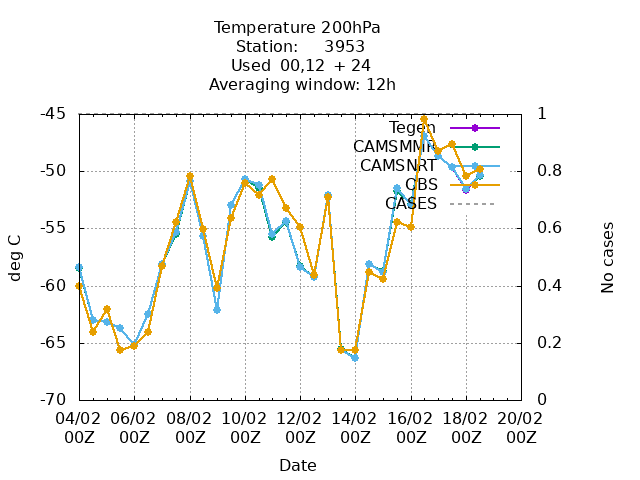 Temperature 200hPa
Station: 3953
Used 00,12 + 24
Averaging window: 12h
-45
-50
-55
-60
-65
-70
1
0.8
0.6
0.4
0.2
0
deg C
No cases
Tegen
CAMSMMR
CAMSNRT
OBS
CASES
04/02 06/02 08/02 10/02 12/02 14/02 16/02 18/02 20/02
00Z 00Z 00Z 00Z 00Z 00Z 00Z 00Z 00Z
Date